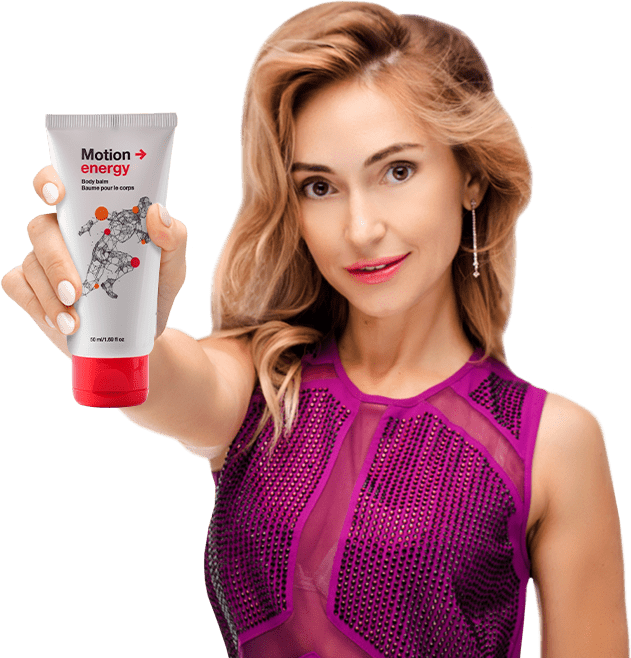 Motion →
energy
Body balm
Baume pour le corps
50 ml/1.69 fl oz